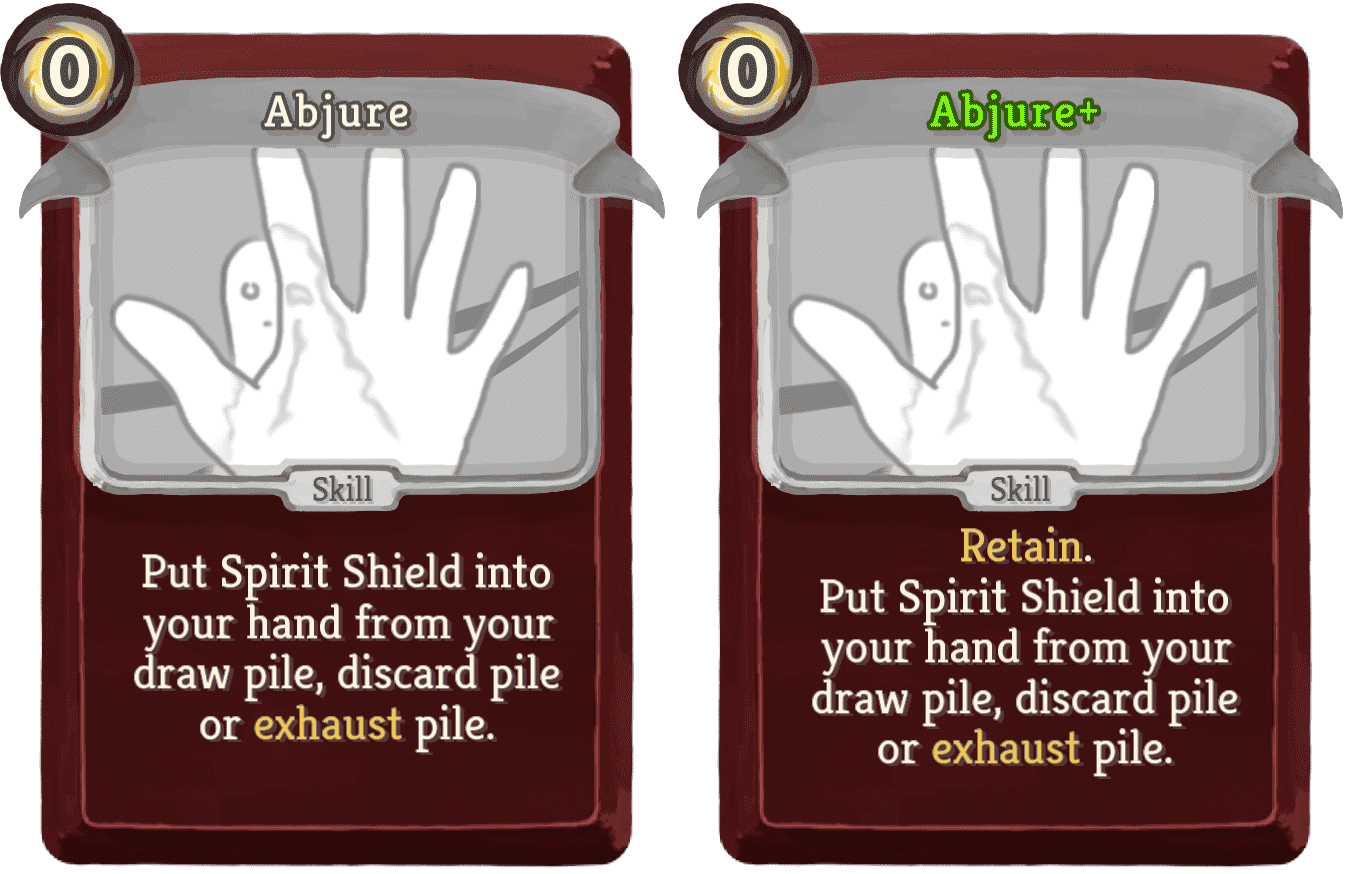 0
Abjure
Skill
Put Spirit Shield into
your hand from your
draw pile, discard pile
or exhaust pile.
0
Abjure+
Skill
Retain.
Put Spirit Shield into
your hand from your
draw pile, discard pile
or exhaust pile.